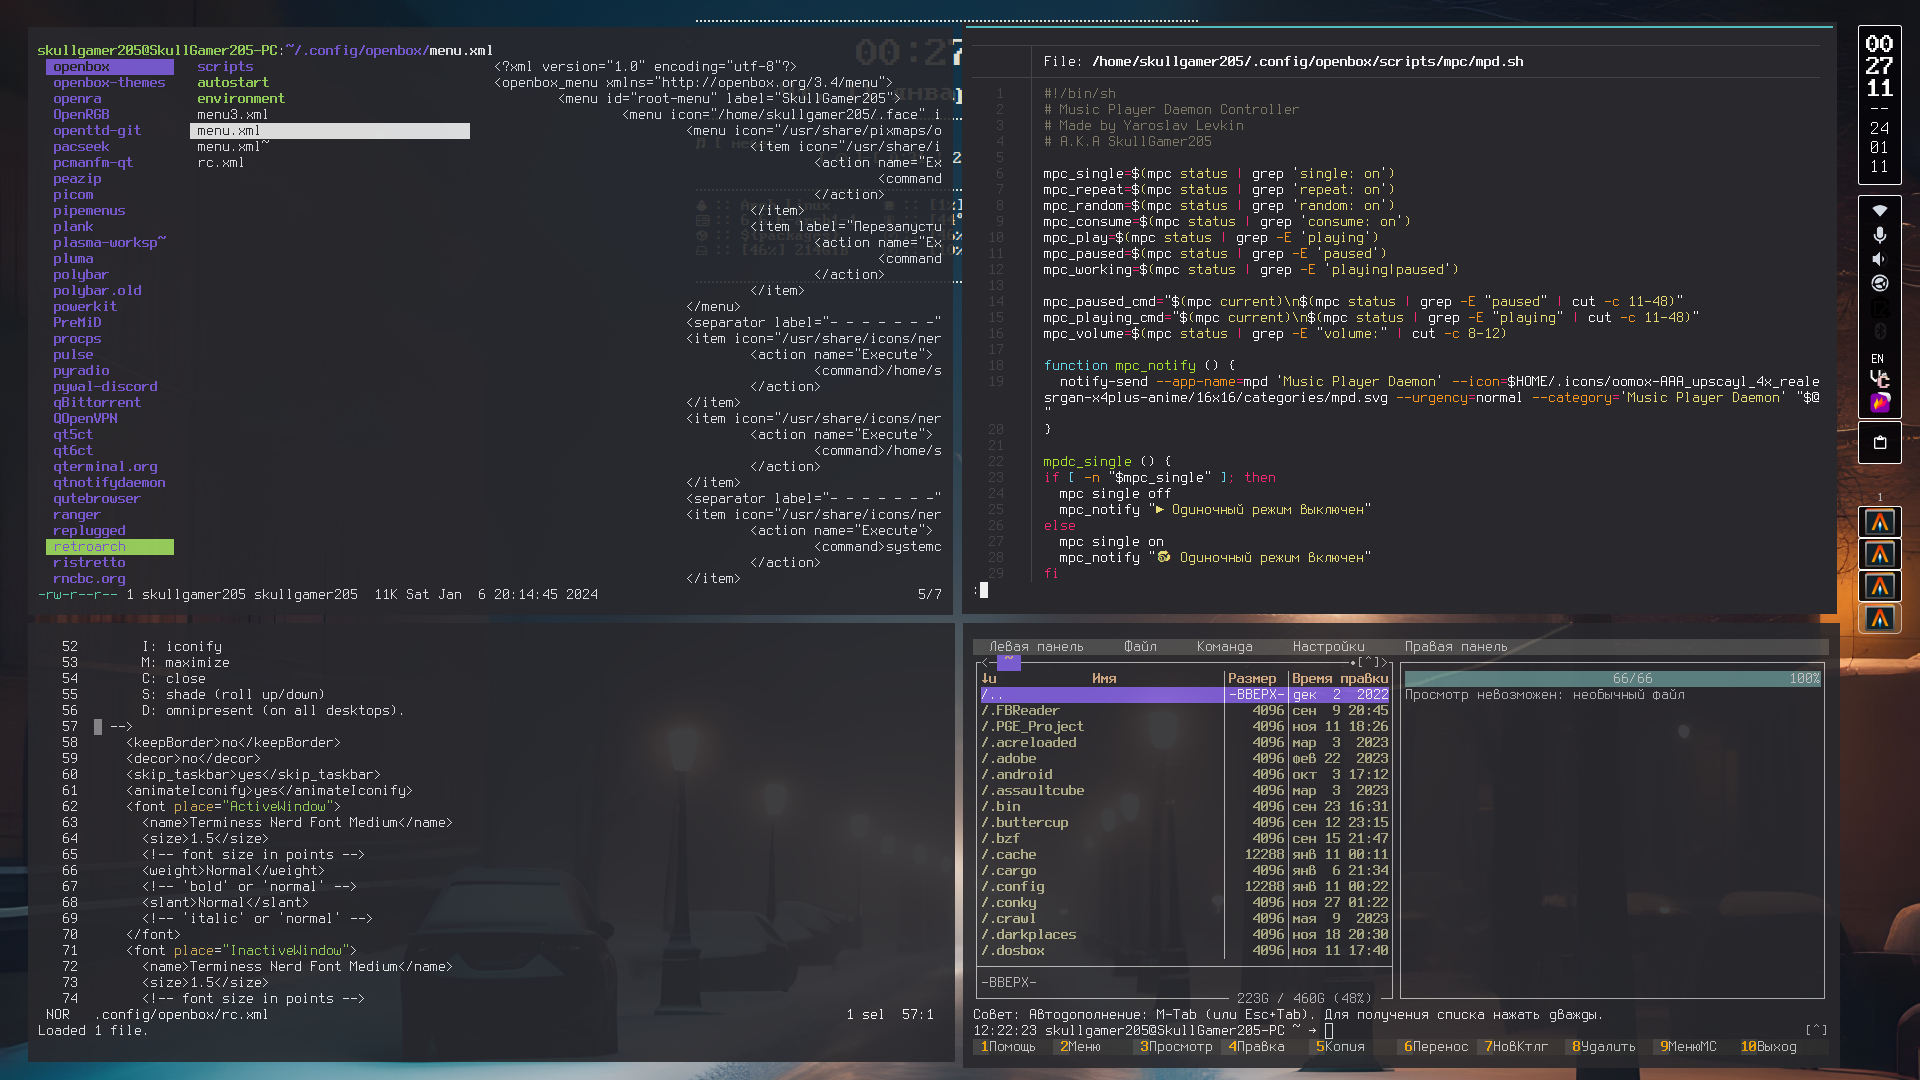 skullgamer205@SkullGamer205-PC:~/.config/openbox/menu.xml
openbox
openbox-themes
openra
OpenRGB
openttd-git
pacseek
pcmanfm-qt
peazip
picom
pipemenus
plank
plasma-worksp~
pluma
polybar
polybar.old
powerkit
PreMiD
procps
pulse
pyradio
pywal-discord
qBittorrent
QOpenVPN
qt5ct
qt6ct
qterminal.org
qtnotifydaemon
qutebrowser
ranger
replugged
retroarch
ristretto
rncbc.org
scripts
autostart
environment
menu3.xml
menu.xml
menu.xml~
rc.xml
<?xml version="1.0" encoding="utf-8"?>
<openbox_menu xmlns="http://openbox.org/3.4/menu">
<menu id="root-menu" label="SkullGamer205">
<menu icon="/home/skullgamer205/.face" i
<menu icon="/usr/share/pixmaps/o
<item icon="/usr/share/i
<action name="Ex
<command
</action>
</item>
<item label="Перезапусти
<action name="Ex
<command
</action>
</item>
</menu>
<separator label="- - - - - - -"
<item icon="/usr/share/icons/ner
<action name="Execute">
<command>/home/s
</action>
</item>
<item icon="/usr/share/icons/ner
<action name="Execute">
<command>/home/s
</action>
</item>
<separator label="- - - - - - -"
<item icon="/usr/share/icons/ner
<action name="Execute">
<command>systemc
</action>
</item>
-rw-r--r-- 1 skullgamer205 skullgamer205  11K Sat Jan  6 20:14:45 2024
5/7
File: /home/skullgamer205/.config/openbox/scripts/mpc/mpd.sh
1 #!/bin/sh
2 # Music Player Daemon Controller
3 # Made by Yaroslav Levkin
4 # A.K.A SkullGamer205
5
6 mpc_single=$(mpc status | grep 'single: on')
7 mpc_repeat=$(mpc status | grep 'repeat: on')
8 mpc_random=$(mpc status | grep 'random: on')
9 mpc_consume=$(mpc status | grep 'consume: on')
10 mpc_play=$(mpc status | grep -E 'playing')
11 mpc_paused=$(mpc status | grep -E 'paused')
12 mpc_working=$(mpc status | grep -E 'playing|paused')
13
14 mpc_paused_cmd="$(mpc current)\n$(mpc status | grep -E "paused" | cut -c 11-48)"
15 mpc_playing_cmd="$(mpc current)\n$(mpc status | grep -E "playing" | cut -c 11-48)"
16 mpc_volume=$(mpc status | grep -E "volume:" | cut -c 8-12)
17
18 function mpc_notify () {
19 notify-send --app-name=mpd 'Music Player Daemon' --icon=$HOME/.icons/oomox-AAA_upscayl_4x_reale
srgan-x4plus-anime/16x16/categories/mpd.svg --urgency=normal --category='Music Player Daemon' "$@
"
20 }
21
22 mpdc_single () {
23 if [ -n "$mpc_single" ]; then
24 mpc single off
25 mpc_notify "▶ Одиночный режим Выключен"
26 else
27 mpc single on
28 mpc_notify " Одиночный режим Включен"
29 fi
:
52 I: iconify
53 M: maximize
54 C: close
55 S: shade (roll up/down)
56 D: omnipresent (on all desktops).
57 -->
58 <keepBorder>no</keepBorder>
59 <decor>no</decor>
60 <skip_taskbar>yes</skip_taskbar>
61 <animateIconify>yes</animateIconify>
62 <font place="ActiveWindow">
63 <name>Terminess Nerd Font Medium</name>
64 <size>1.5</size>
65 <!-- font size in points -->
66 <weight>Normal</weight>
67 <!-- 'bold' or 'normal' -->
68 <slant>Normal</slant>
69 <!-- 'italic' or 'normal' -->
70 </font>
71 <font place="InactiveWindow">
72 <name>Terminess Nerd Font Medium</name>
73 <size>1.5</size>
74 <!-- font size in points -->
NOR .config/openbox/rc.xml
1 sel 57:1
Loaded 1 file.
Левая панель Файл Команда Настройки Правая панель
<─ ~ •[^]>
↓и Имя Размер Время правки
/.. -ВВЕРХ- дек 2 2022
/.FBReader 4096 сен 9 20:45
/.PGE_Project 4096 ноя 11 18:26
/.acreloaded 4096 мар 3 2023
/.adobe 4096 фев 22 2023
/.android 4096 окт 3 17:12
/.assaultcube 4096 мар 3 2023
/.bin 4096 сен 23 16:31
/.buttercup 4096 сен 12 23:15
/.bzf 4096 сен 15 21:47
/.cache 12288 янв 11 00:11
/.cargo 4096 янв 6 21:34
/.config 12288 янв 11 00:22
/.conky 4096 ноя 27 01:22
/.crawl 4096 мая 9 2023
/.darkplaces 4096 ноя 18 20:30
/.dosbox 4096 ноя 11 17:40
-ВВЕРХ-
223G / 460G (48%)
66/66 100%
Просмотр невозможен: необычный файл
Совет: Автодополнение: M-Tab (или Esc+Tab). Для получения списка нажать дважды.
12:22:23 skullgamer205@SkullGamer205-PC ~ →
[^]
1Помощь 2Меню 3Просмотр 4Правка 5Копия 6Перенос 7НовКтлг 8Удалить 9МенюМС 10Выход
00
27
11
--
24
01
11
EN
1